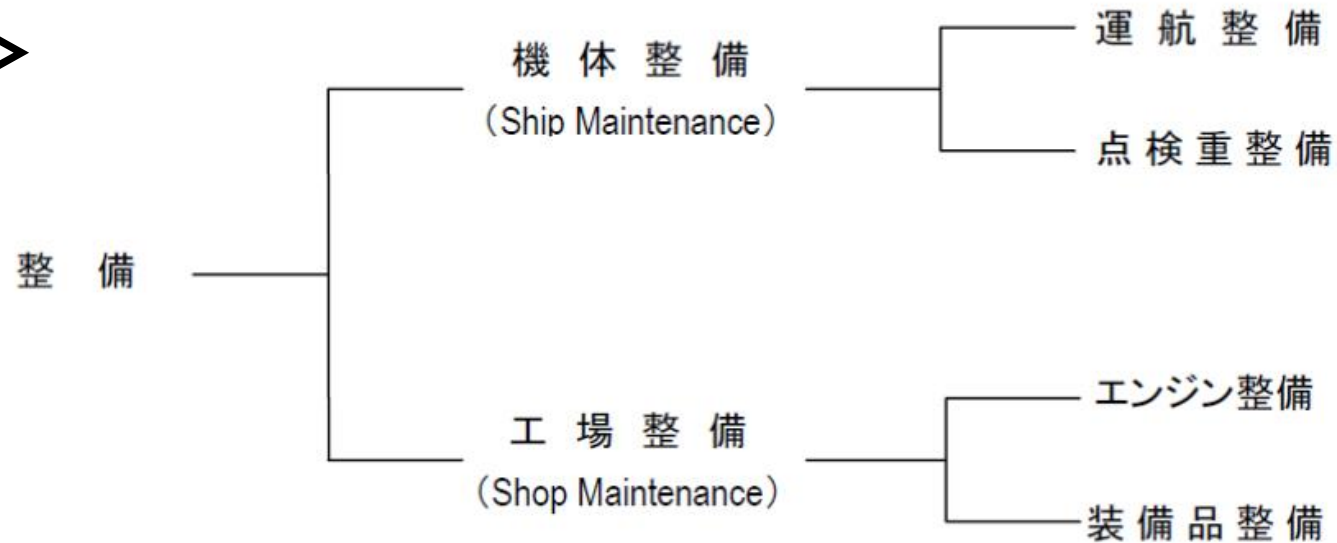 運航整備
機体整備
（Ship Maintenance）
点検重整備
整備
エンジン整備
工場整備
（Shop Maintenance）
装備品整備